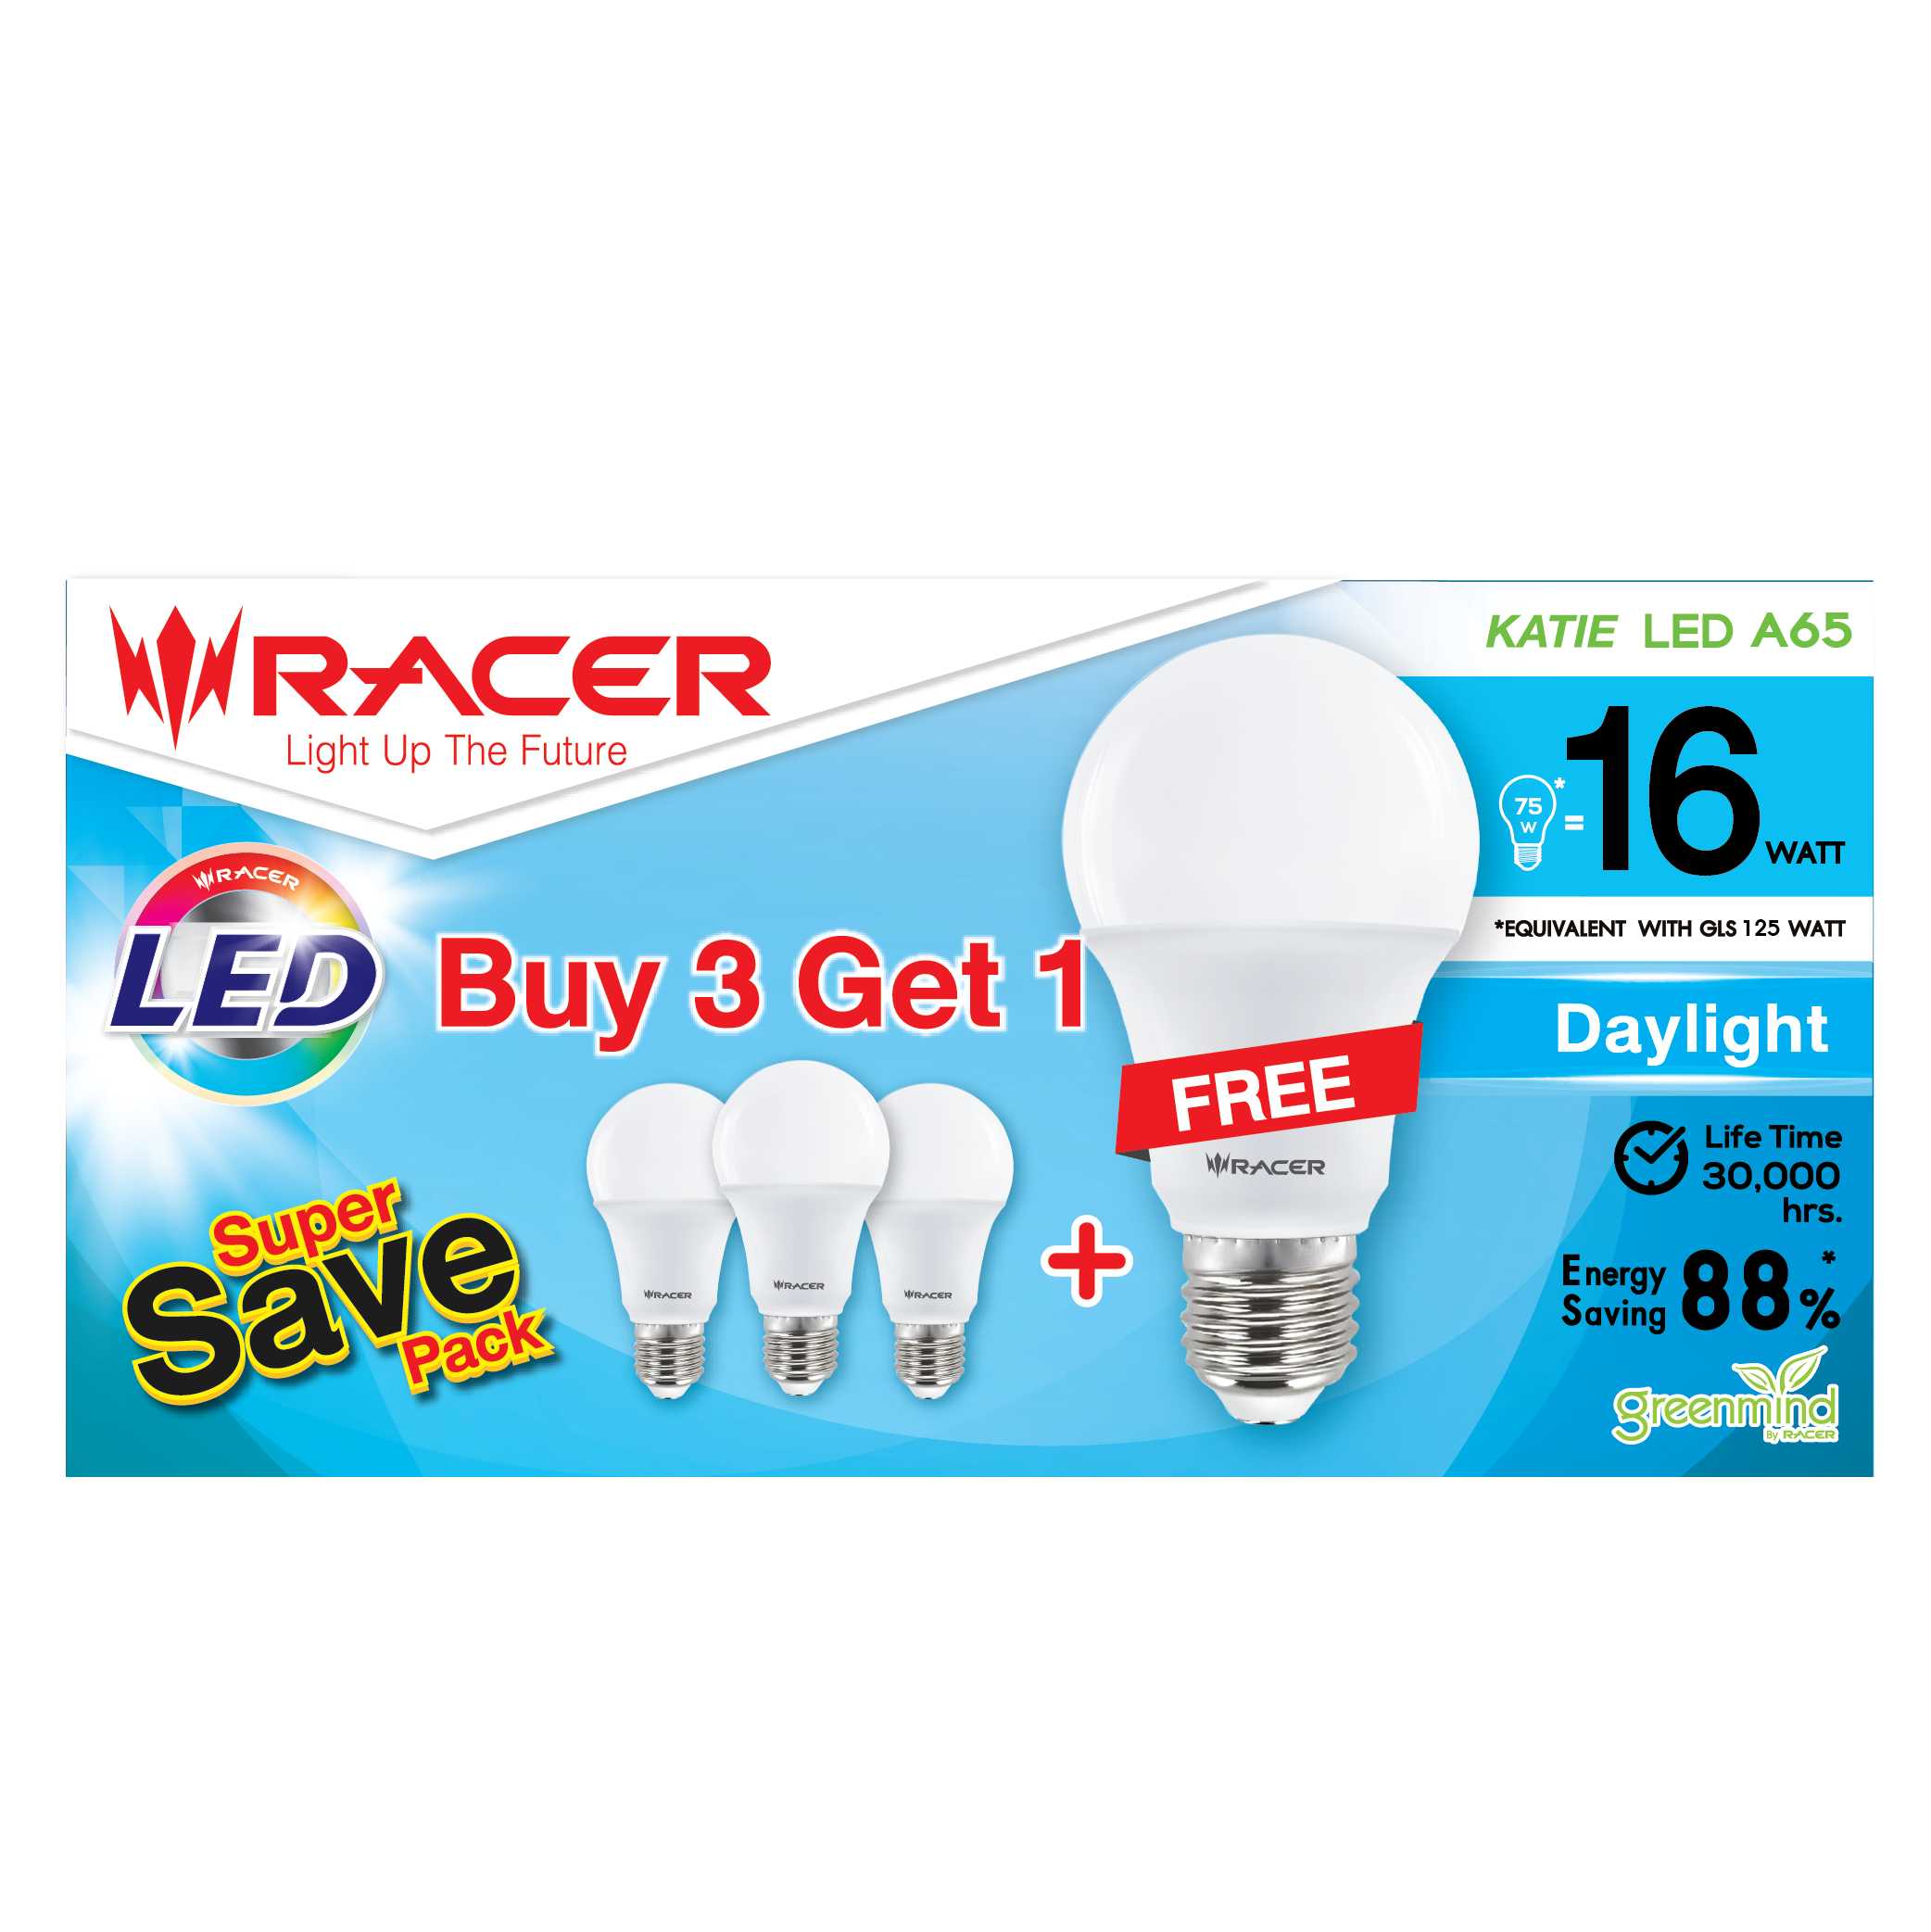 RACER
Light Up The Future
KATIE LED A65
75
W
*
=
16
WATT
*EQUIVALENT WITH GLS 125 WATT
RACER
LED
Buy 3 Get 1
Daylight
FREE
RACER
Life Time
30,000
hrs.
Super
Save
Pack
RACER
RACER
RACER
+
Energy
Saving
88%*
greenmind
By RACER